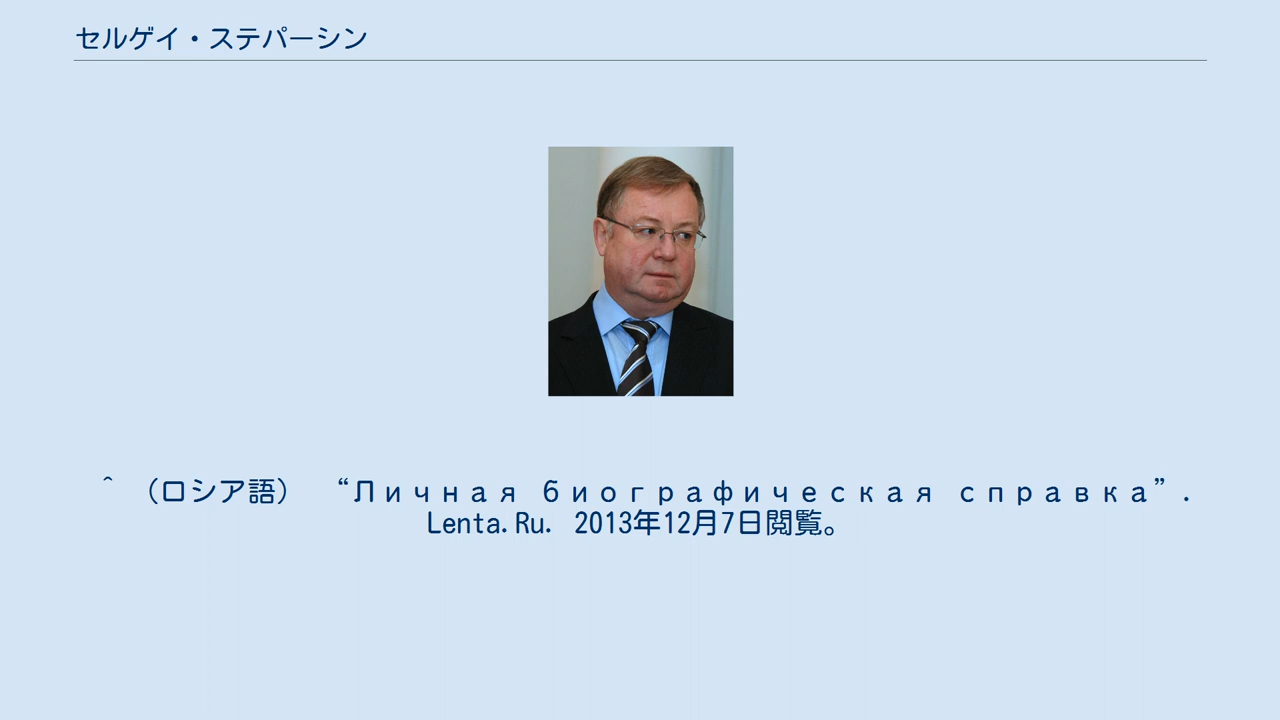 セルゲイ・ステパーシン
^ （ロシア語） “Личная биографическая справка”.
Lenta.Ru. 2013年12月7日閲覧。